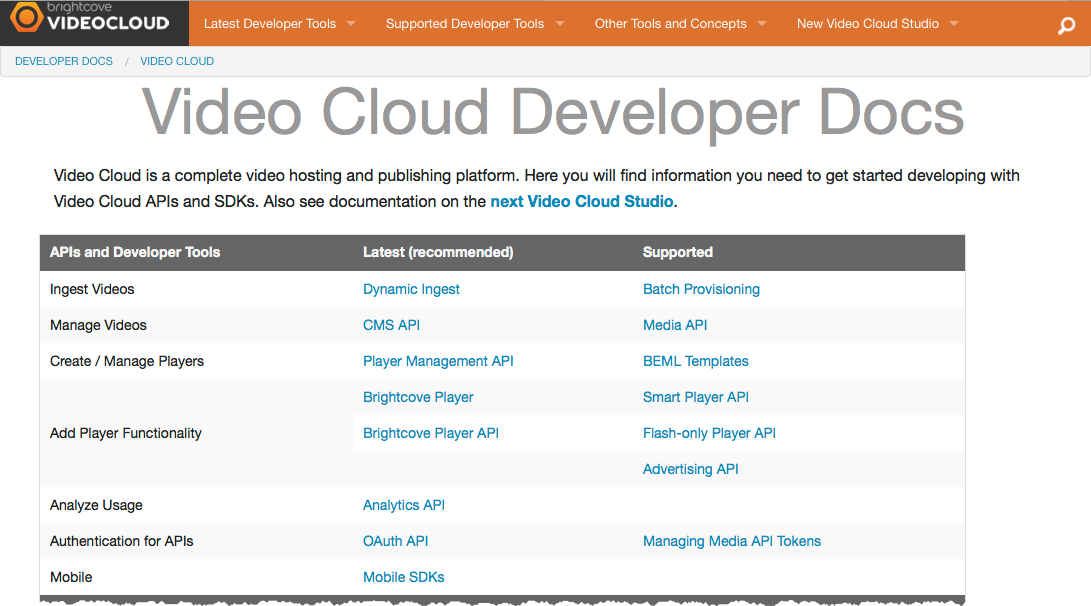 brightcove
VIDEOCLOUD
Latest Developer Tools Supported Developer Tools Other Tools and Concepts New Video Cloud Studio
DEVELOPER DOCS / VIDEO CLOUD
Video Cloud Developer Docs
Video Cloud is a complete video hosting and publishing platform. Here you will find information you need to get started developing with
Video Cloud APIs and SDKs. Also see documentation on the next Video Cloud Studio.
APIs and Developer Tools Latest (recommended) Supported
Ingest Videos Dynamic Ingest Batch Provisioning
Manage Videos CMS API Media API
Create / Manage Players Player Management API BEML Templates
Brightcove Player Smart Player API
Add Player Functionality Brightcove Player API Flash-only Player API
Advertising API
Analyze Usage Analytics API
Authentication for APIs OAuth API Managing Media API Tokens
Mobile Mobile SDKs